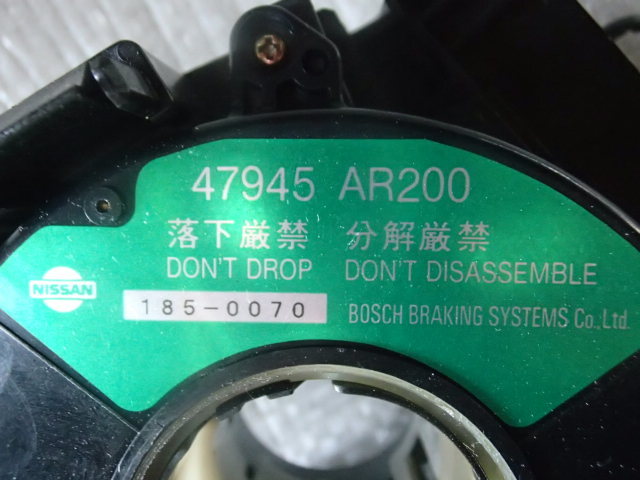 47945 AR200
落下厳禁 分解厳禁
DON'T DROP DON'T DISASSEMBLE
NISSAN
185-0070 BOSCH BRAKING SYSTEMS Co., Ltd.